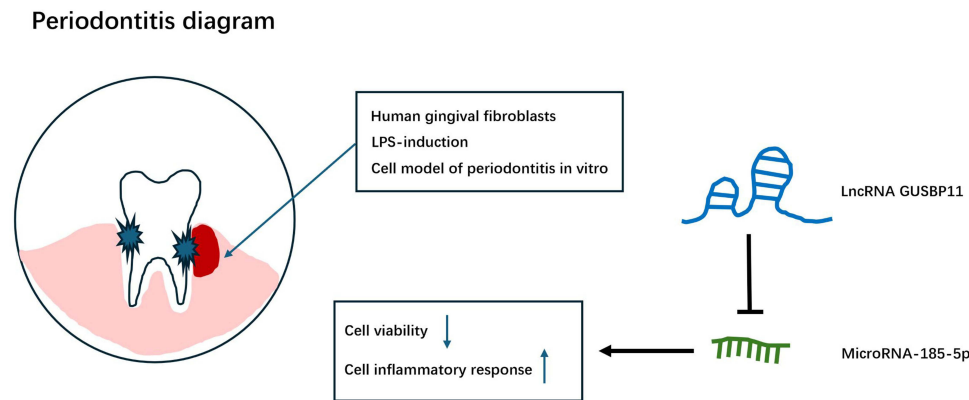 Periodontitis diagram
Human gingival fibroblasts
LPS-induction
Cell model of periodontitis in vitro
LncRNA GUSBP11
Cell viability
Cell inflammatory response
MicroRNA-185-5p